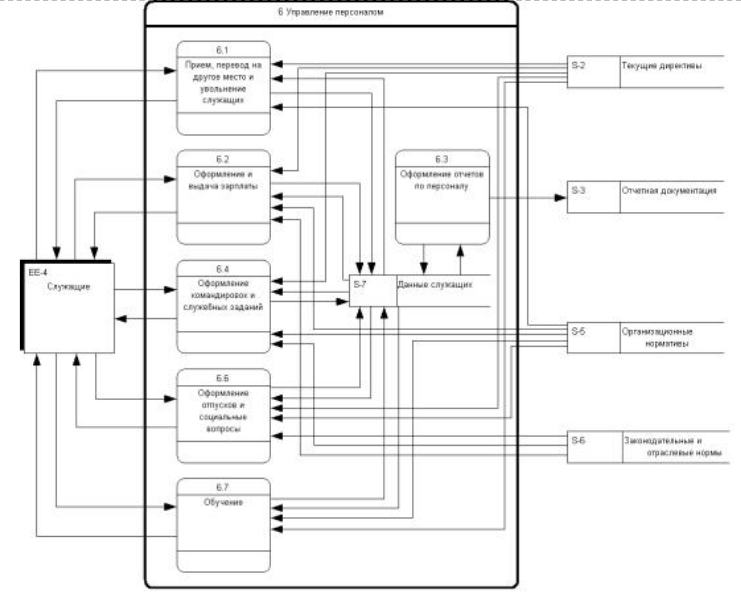 6 Управление персоналом
6.1
Прием, перевод на
другое место и
увольнение
служащих
S-2
Текущие директивы
6.2
Оформление и
выдача зарплаты
6.3
Оформление отчетов
по персоналу
S-3
Отчетная документация
EE-4
Служащие
6.4
Оформление
командировок и
служебных заданий
S-7
Данные служащих
S-5
Организационные
нормативы
6.6
Оформление
отпусков и
социальные
вопросы
S-6
Законодательные и
отраслевые нормы
6.7
Обучение